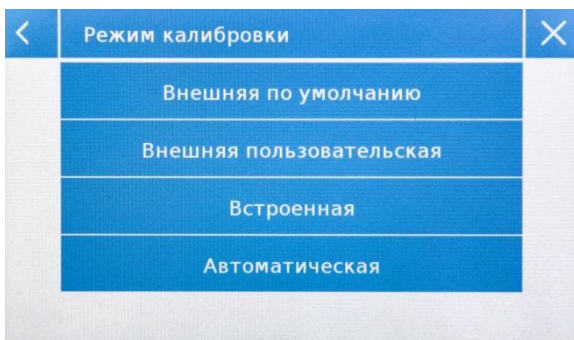 Режим калибровки
Внешняя по умолчанию
Внешняя пользовательская
Встроенная
Автоматическая